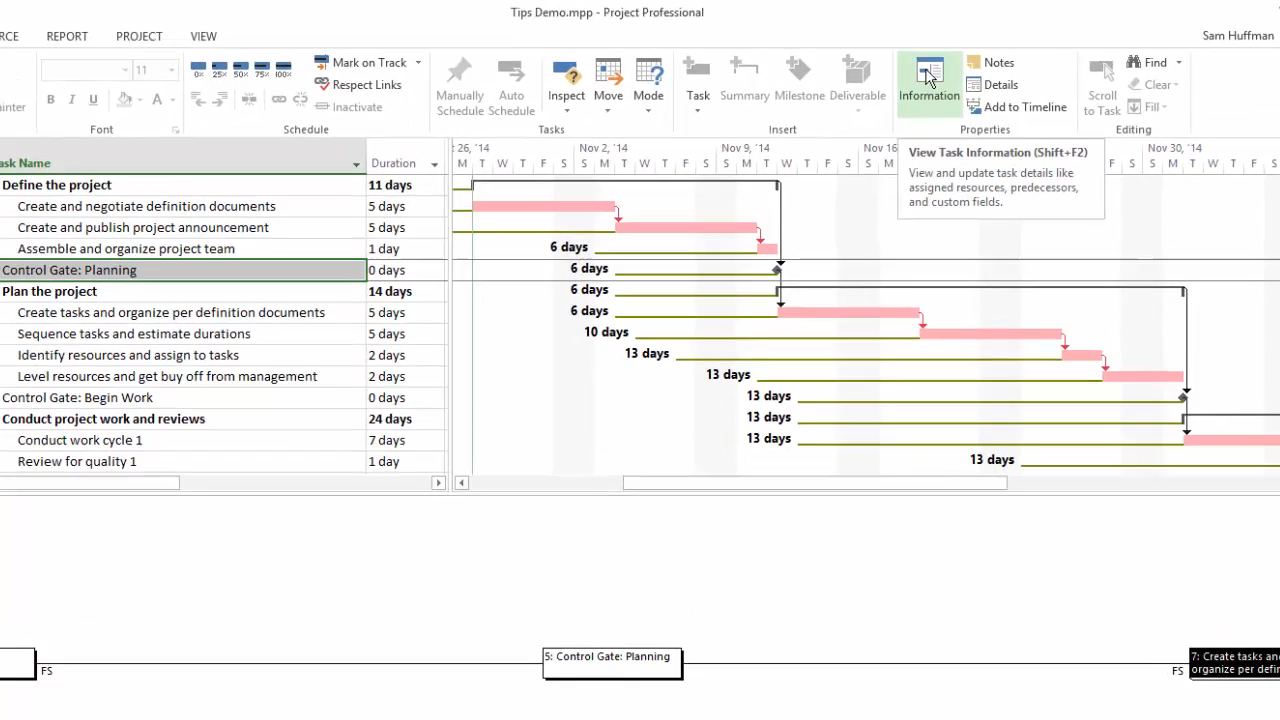 Tips Demo.mpp - Project Professional
RCE REPORT PROJECT VIEW Sam Huffman
11
Mark on Track
0% 25% 50% 75% 100%
Respect Links
ainter B I U A Inactivate
Manually Schedule
Auto Schedule
Inspect
Move
Mode
Task
Summary
Milestone
Deliverable
Information
Notes
Details
Add to Timeline
Scroll to Task
Find
Clear
Fill
Font Schedule Tasks Insert Properties Editing
View Task Information (Shift+F2)
View and update task details like
assigned resources, predecessors,
and custom fields.
26, '14 Nov 2, '14 Nov 9, '14 Nov 16 Nov 30, '14
ask Name Duration M T W T F S S M T W T F S S M T W T F S S M F S S M T W T F S
Define the project 11 days
Create and negotiate definition documents 5 days
Create and publish project announcement 5 days
Assemble and organize project team 1 day 6 days
Control Gate: Planning 0 days 6 days
Plan the project 14 days 6 days
Create tasks and organize per definition documents 5 days 6 days
Sequence tasks and estimate durations 5 days 10 days
Identify resources and assign to tasks 2 days 13 days
Level resources and get buy off from management 2 days 13 days
Control Gate: Begin Work 0 days 13 days
Conduct project work and reviews 24 days 13 days
Conduct work cycle 1 7 days 13 days
Review for quality 1 1 day 13 days
5: Control Gate: Planning
7: Create tasks and
organize per defin
FS FS